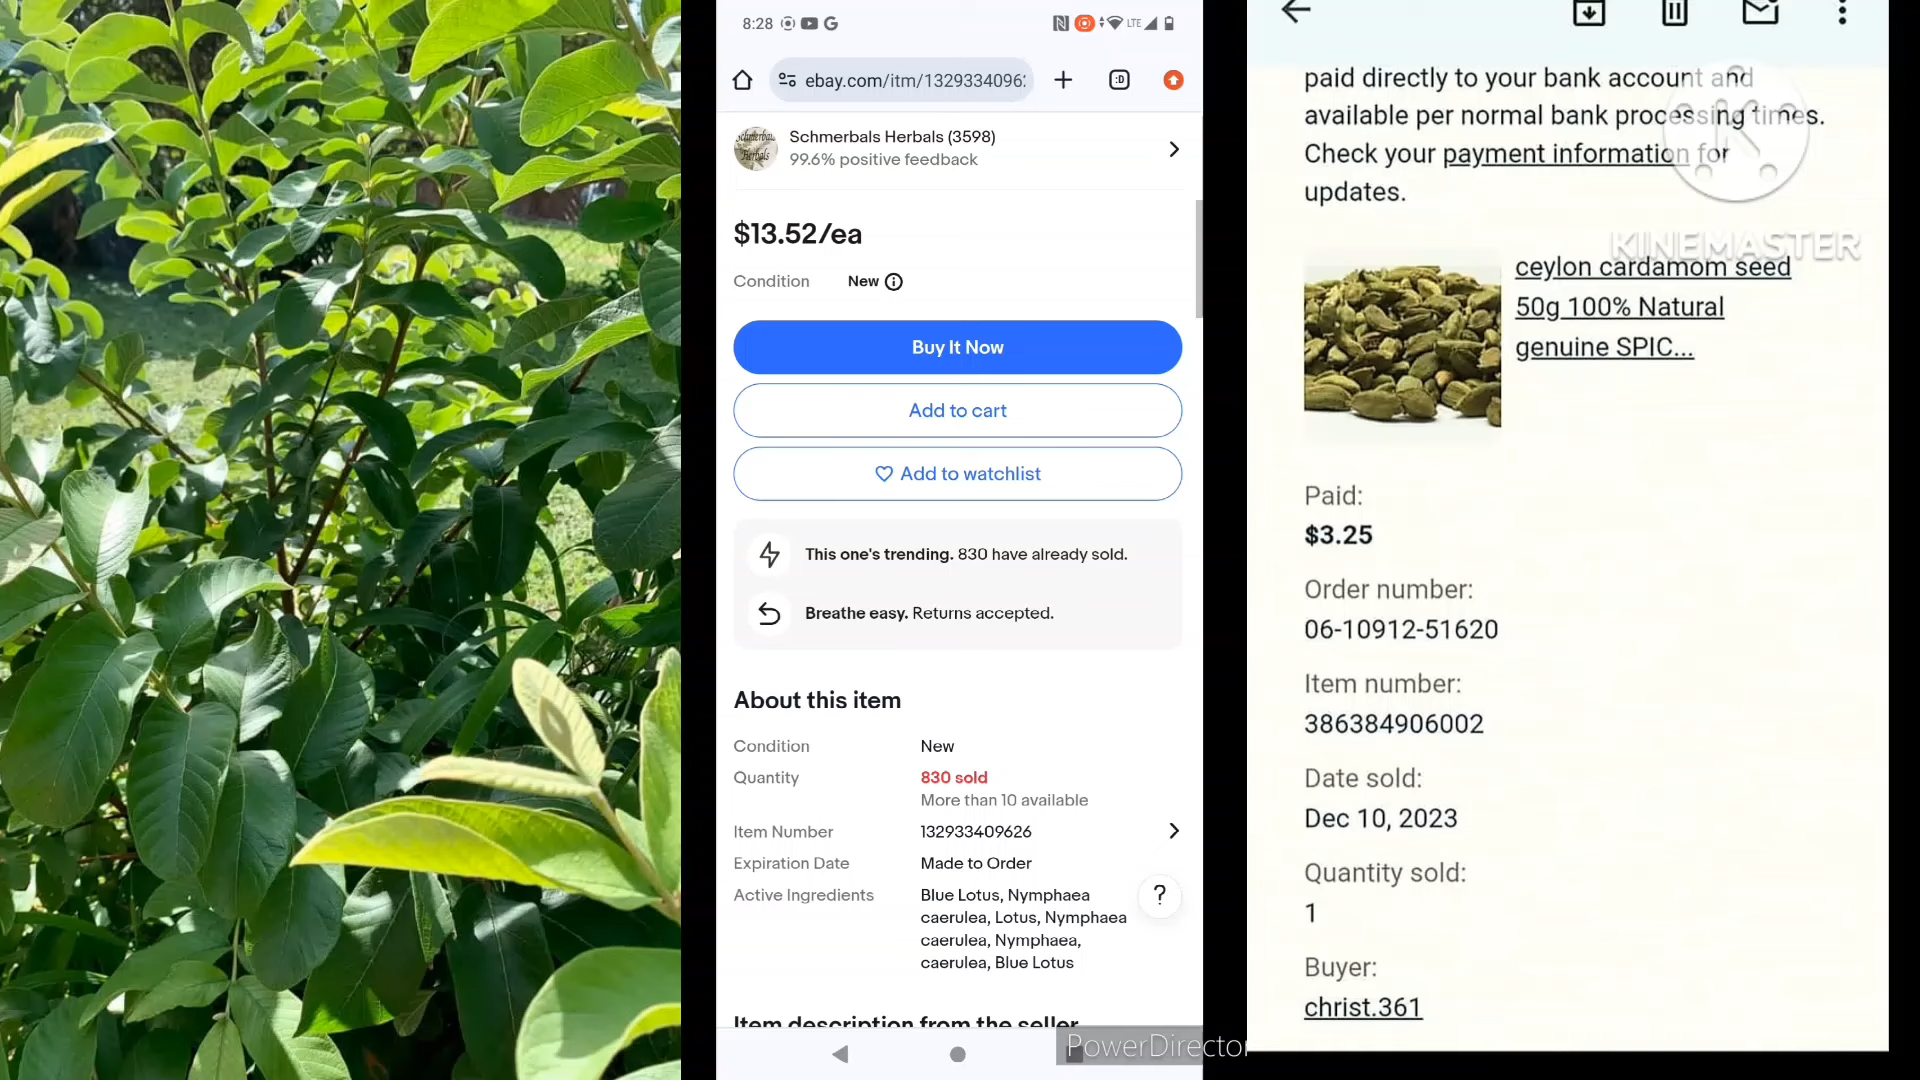 8:28
LTE
ebay.com/itm/1329334096
:D
Schmerbals Herbals (3598)
99.6% positive feedback
$13.52/ea
Condition New
Buy It Now
Add to cart
Add to watchlist
This one's trending. 830 have already sold.
Breathe easy. Returns accepted.
About this item
Condition New
Quantity 830 sold
More than 10 available
Item Number 132933409626
Expiration Date Made to Order
Active Ingredients Blue Lotus, Nymphaea
caerulea, Lotus, Nymphaea
caerulea, Nymphaea,
caerulea, Blue Lotus
?
Item description from the seller
PowerDirector
paid directly to your bank account and
available per normal bank processing times.
Check your payment information for
updates.
KINEMASTER
ceylon cardamom seed
50g 100% Natural
genuine SPIC...
Paid:
$3.25
Order number:
06-10912-51620
Item number:
386384906002
Date sold:
Dec 10, 2023
Quantity sold:
1
Buyer:
christ.361